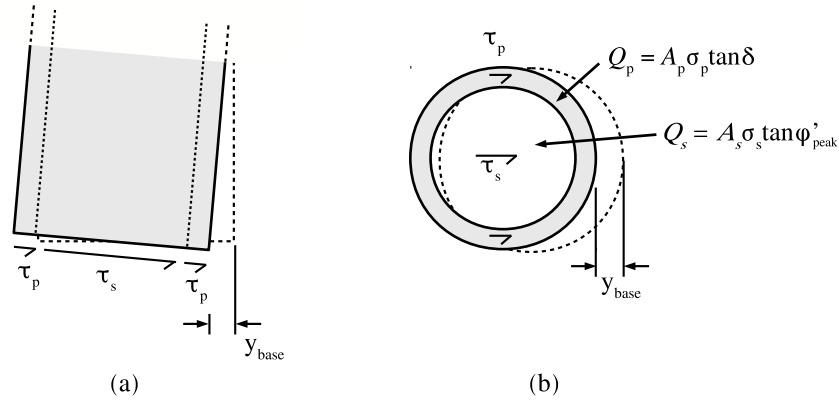 τp τs τp
ybase
(a)
τp
Qp = Apσptanδ
Qs = Asσstanφ'peak
τs
ybase
(b)